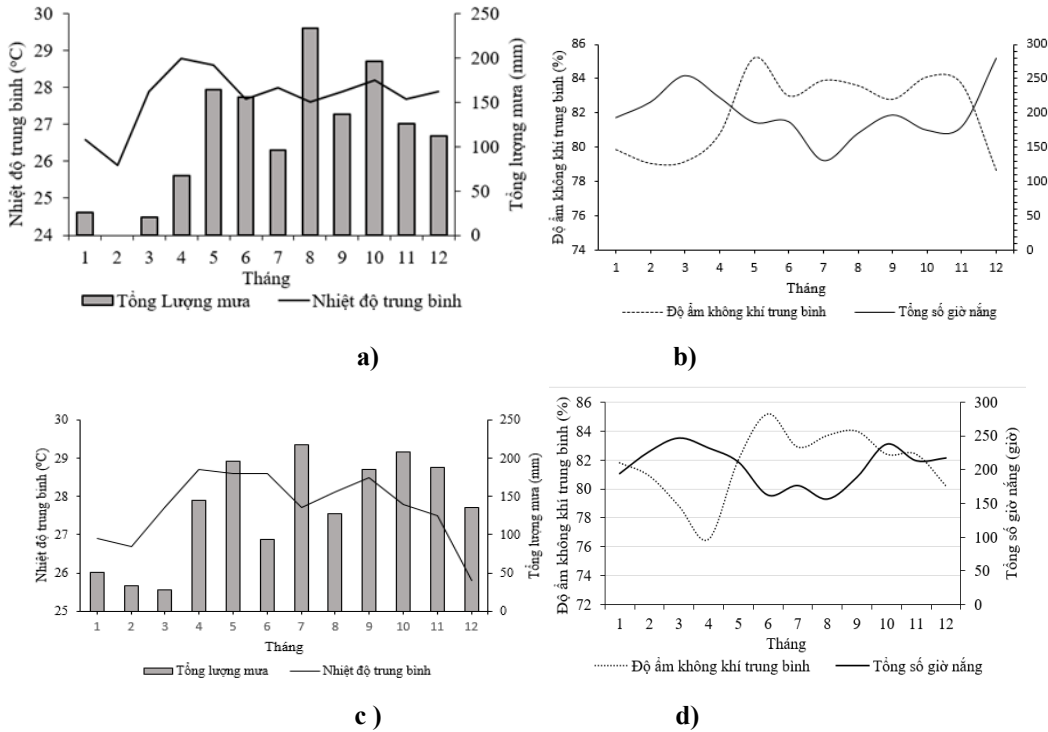 Nhiệt độ trung bình (°C)
30
29
28
27
26
25
24
250
200
150
100
50
0
Tổng lượng mưa (mm)
1 2 3 4 5 6 7 8 9 10 11 12
Tháng
Tổng Lượng mưa Nhiệt độ trung bình
a)
Độ ẩm không khí trung bình (%)
86
84
82
80
78
76
74
300
250
200
150
100
50
0
1 2 3 4 5 6 7 8 9 10 11 12
Tháng
Độ ẩm không khí trung bình Tổng số giờ nắng
b)
Nhiệt độ trung bình (°C)
30
29
28
27
26
25
250
200
150
100
50
0
Tổng lượng mưa (mm)
1 2 3 4 5 6 7 8 9 10 11 12
Tháng
Tổng lượng mưa Nhiệt độ trung bình
c )
Độ ẩm không khí trung bình (%)
86
84
82
80
78
76
74
72
300
250
200
150
100
50
0
Tổng số giờ nắng (giờ)
1 2 3 4 5 6 7 8 9 10 11 12
Tháng
Độ ẩm không khí trung bình Tổng số giờ nắng
d)